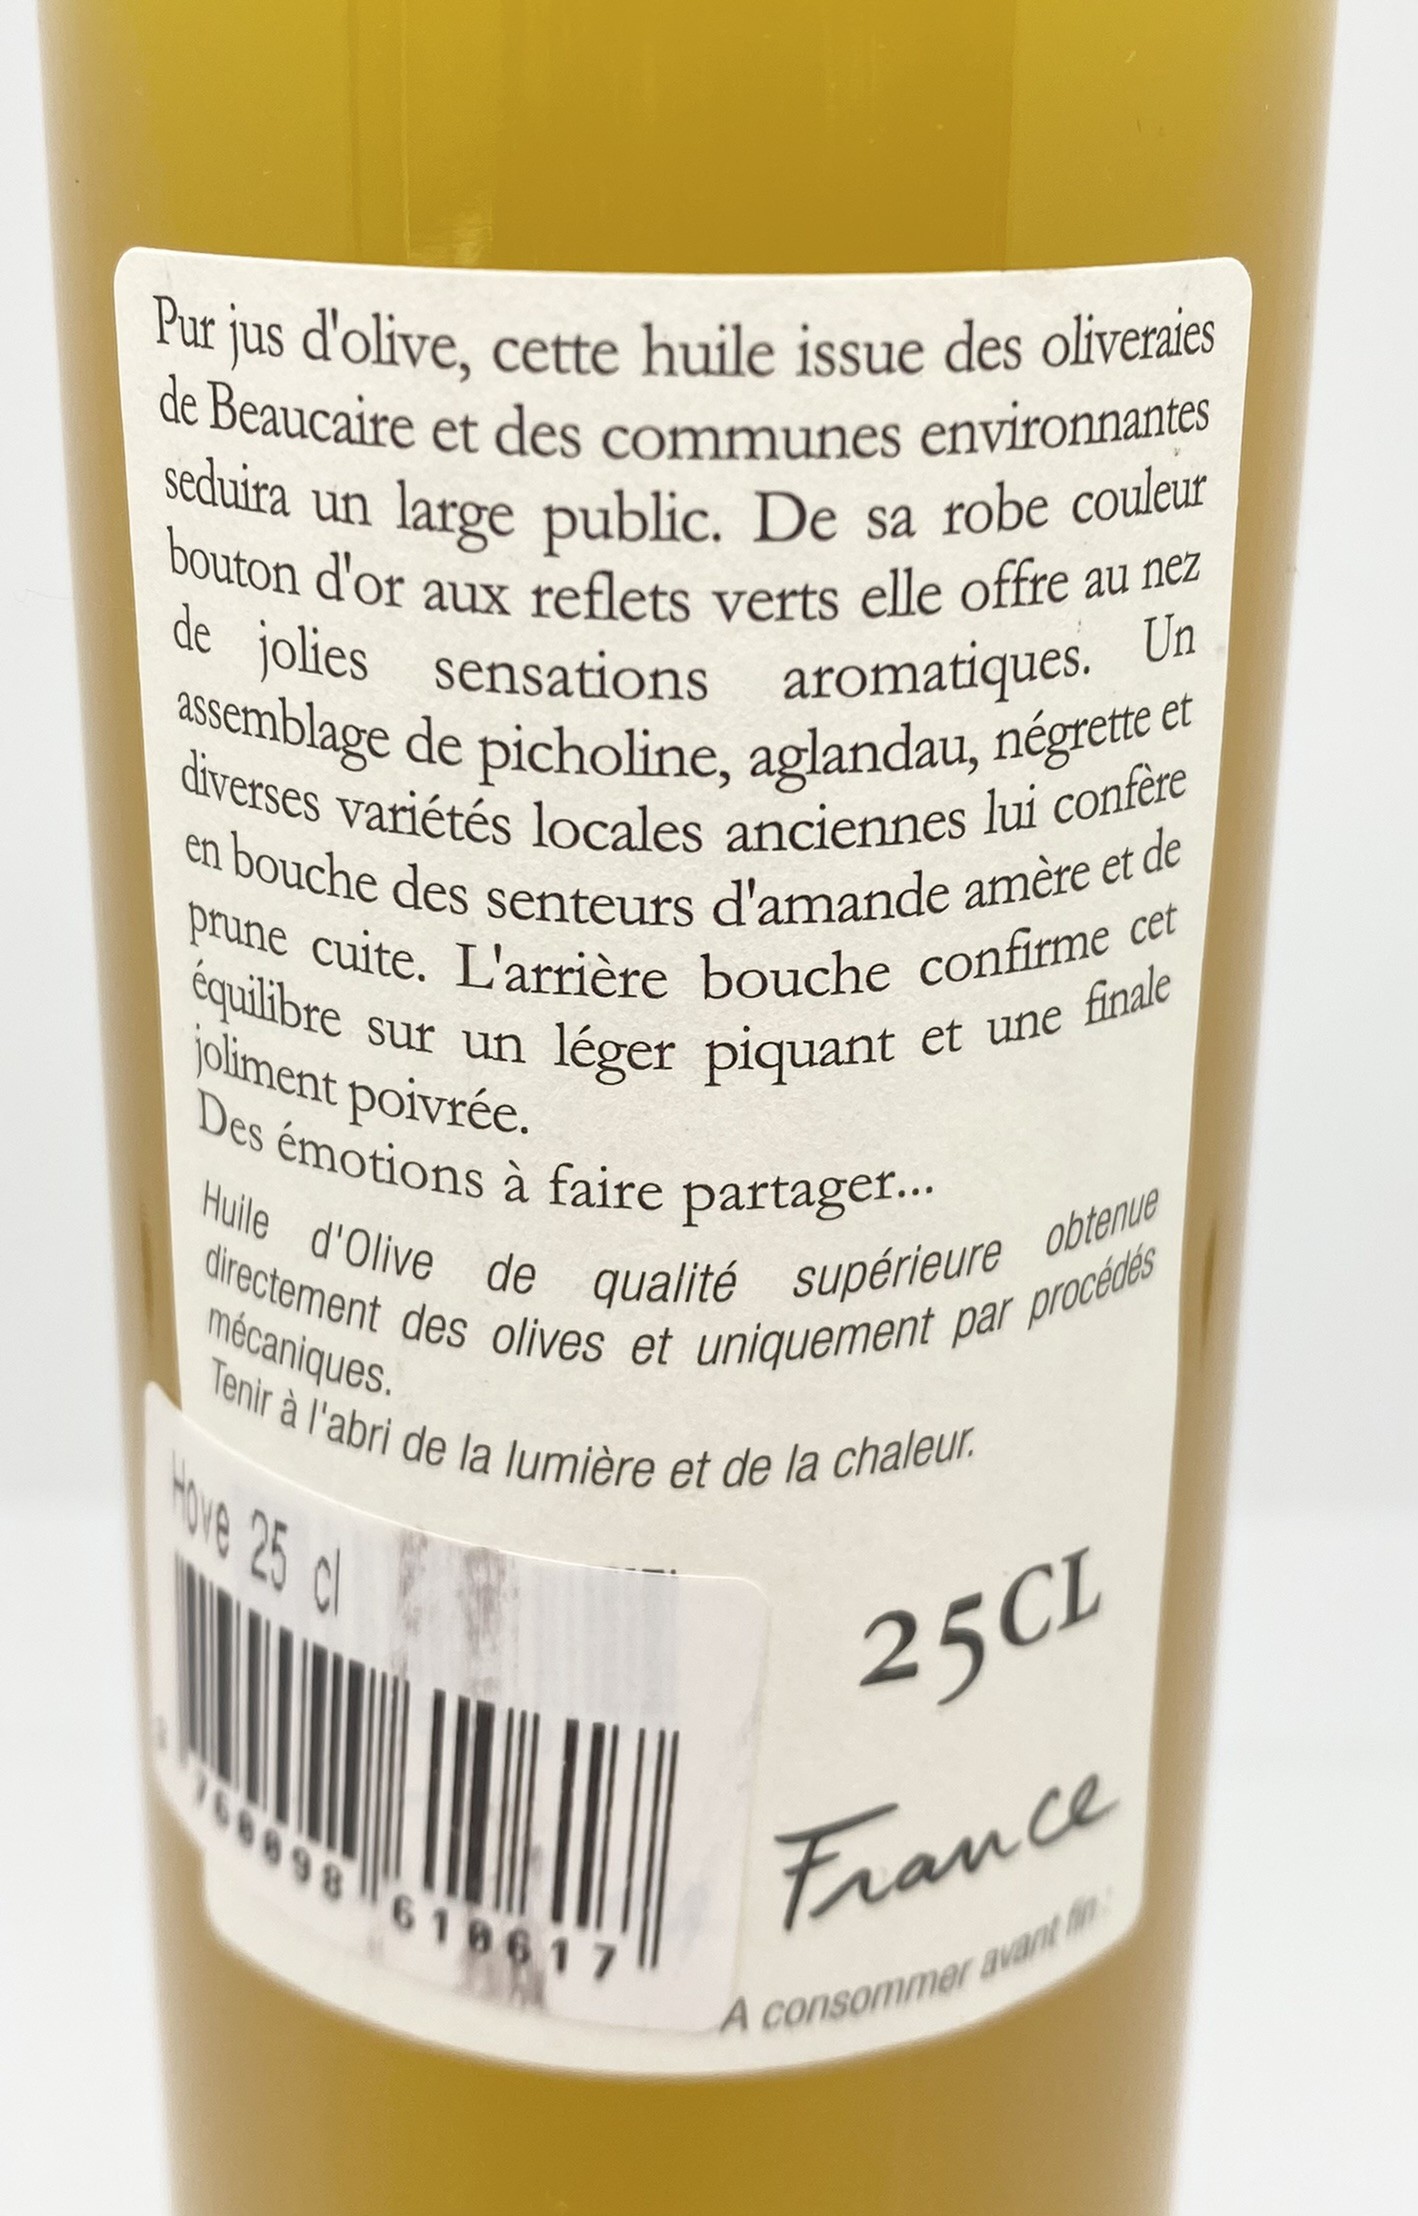 Pur jus d'olive, cette huile issue des oliveraies
de Beaucaire et des communes environnantes
seduira un large public. De sa robe couleur
bouton d'or aux reflets verts elle offre au nez
de jolies sensations aromatiques. Un
assemblage de picholine, aglandau, négrette et
diverses variétés locales anciennes lui confère
en bouche des senteurs d'amande amère et de
prune cuite. L'arrière bouche confirme cet
équilibre sur un léger piquant et une finale
joliment poivrée.
Des émotions à faire partager...
Huile d'Olive de qualité supérieure obtenue
directement des olives et uniquement par procédés
mécaniques.
Tenir à l'abri de la lumière et de la chaleur.
Hove 25 cl
25CL
760098 610617
France
A consommer avant fin :